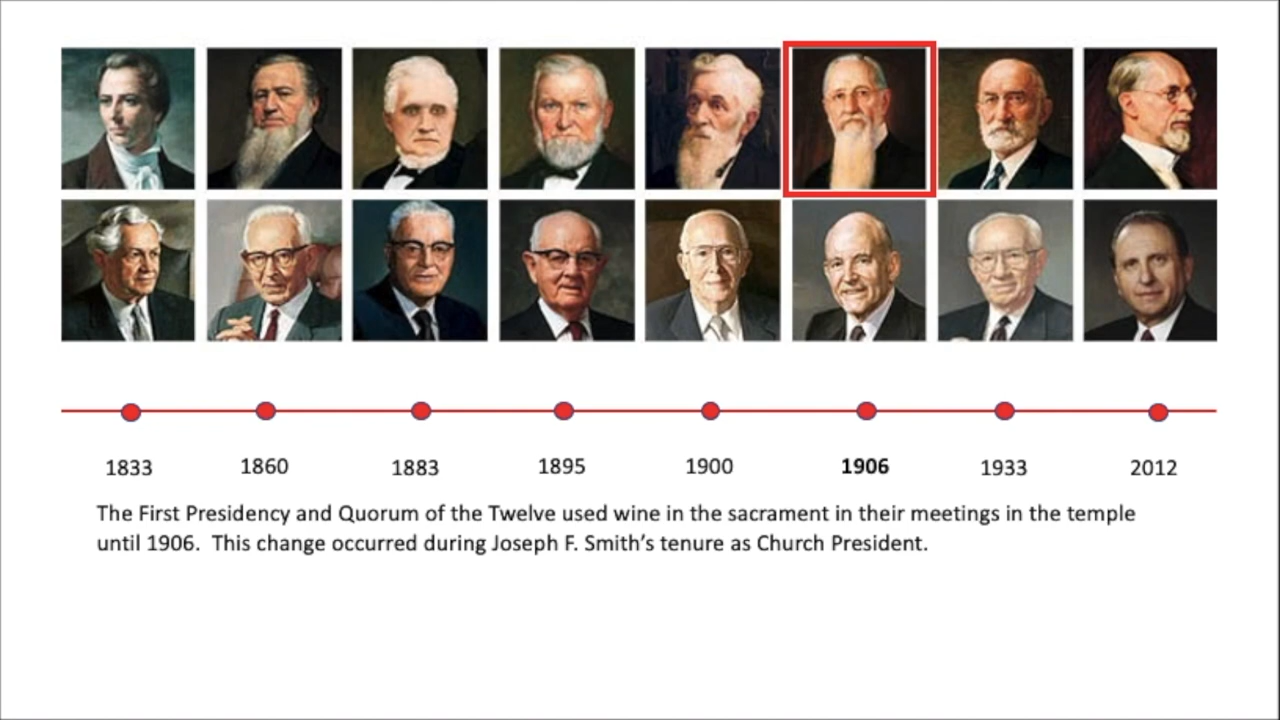 1833 1860 1883 1895 1900 1906 1933 2012
The First Presidency and Quorum of the Twelve used wine in the sacrament in their meetings in the temple
until 1906.  This change occurred during Joseph F. Smith’s tenure as Church President.